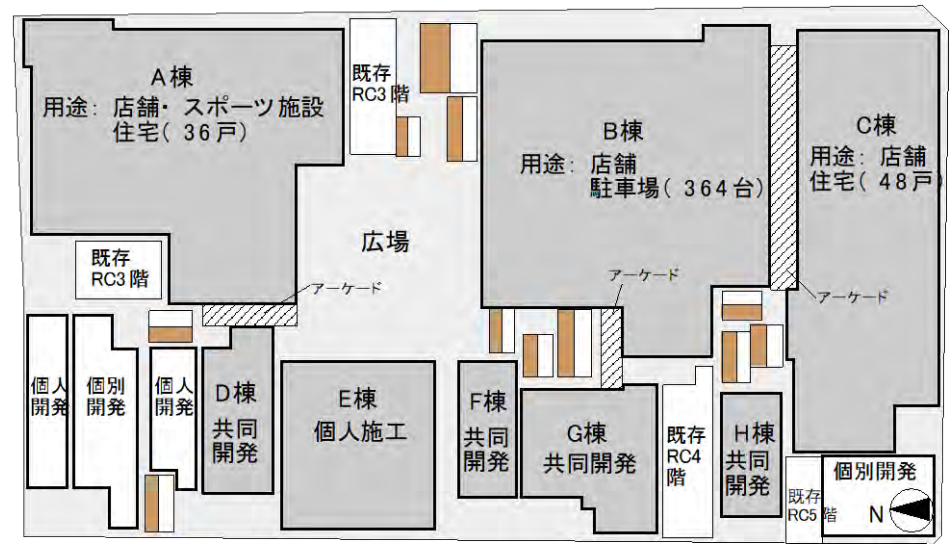 A棟
用途: 店舗・スポーツ施設
住宅(36戸)
既存
RC3階
B棟
用途: 店舗
駐車場(364台)
C棟
用途: 店舗
住宅(48戸)
広場
既存
RC3階
アーケード
アーケード
アーケード
個人
開発
個別
開発
個人
開発
D棟
共同
開発
E棟
個人施工
F棟
共同
開発
G棟
共同開発
既存
RC4
階
H棟
共同
開発
既存
RC5階
個別開発
N